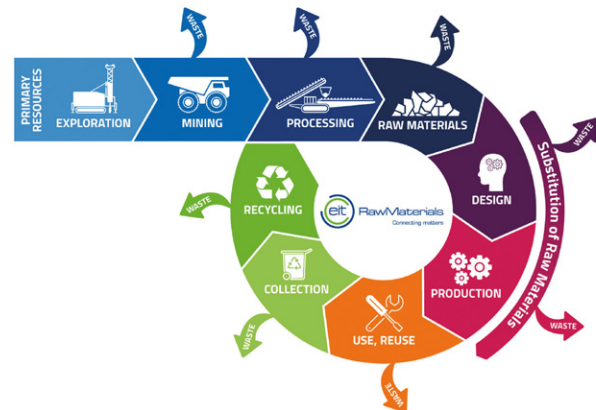 WASTE
WASTE
WASTE
PRIMARY
RESOURCES
EXPLORATION
MINING
PROCESSING
RAW MATERIALS
DESIGN
WASTE
Substitution of Raw Materials
PRODUCTION
WASTE
USE, REUSE
WASTE
COLLECTION
WASTE
RECYCLING
WASTE
eit RawMaterials
Connecting matters